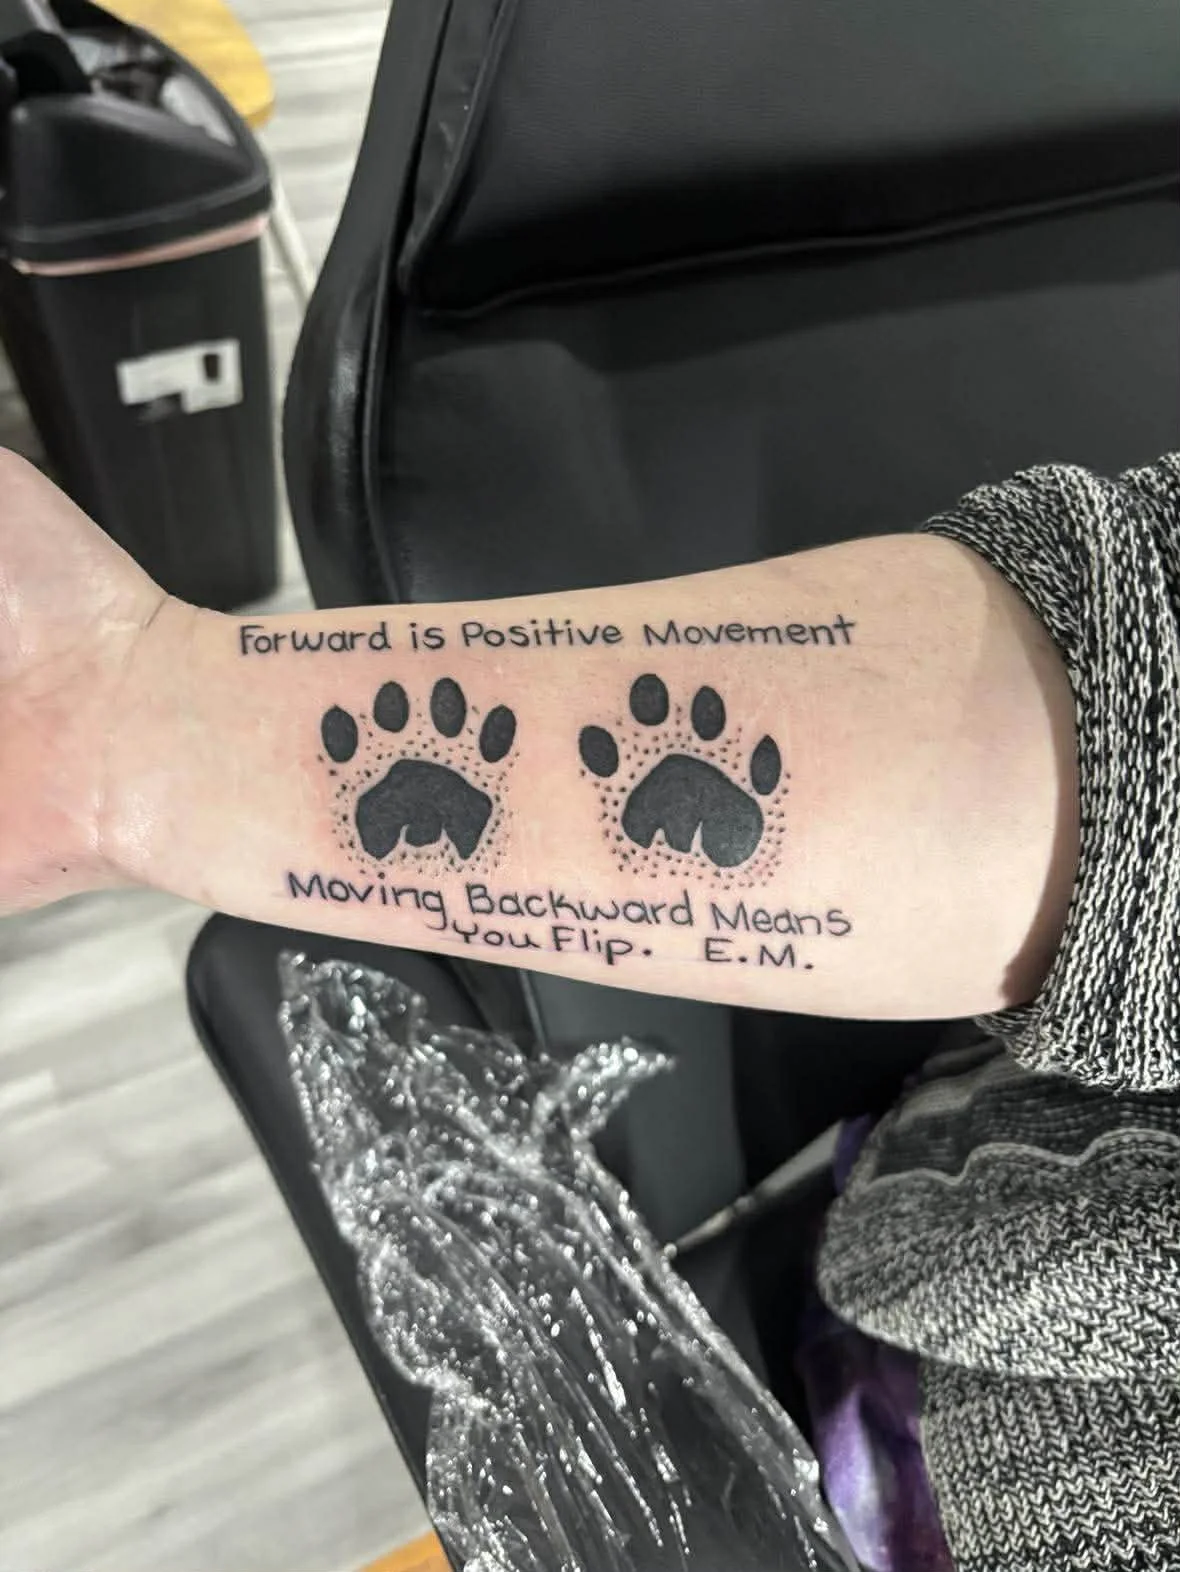 Forward is Positive Movement
Moving Backward Means
You Flip. E.M.